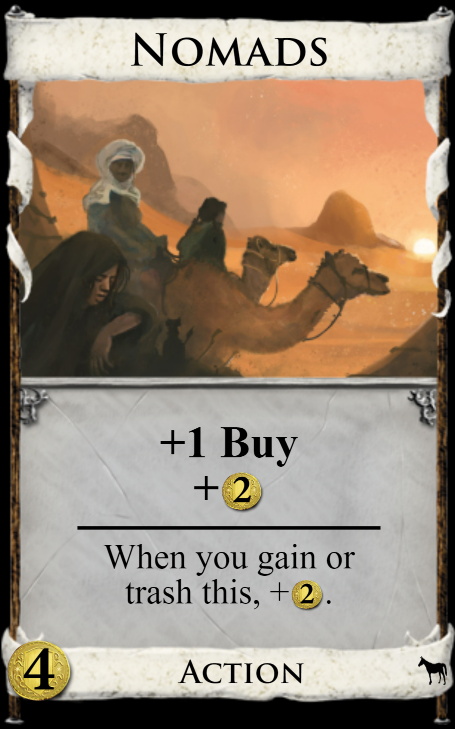 Nomads
+1 Buy
+2
When you gain or
trash this, +2.
4 Action